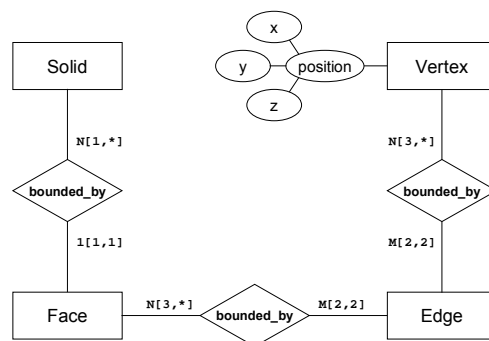 x
Solid
y
position
Vertex
z
N[1,*]
N[3,*]
bounded_by
bounded_by
1[1,1]
M[2,2]
Face
N[3,*]
M[2,2]
Edge
bounded_by